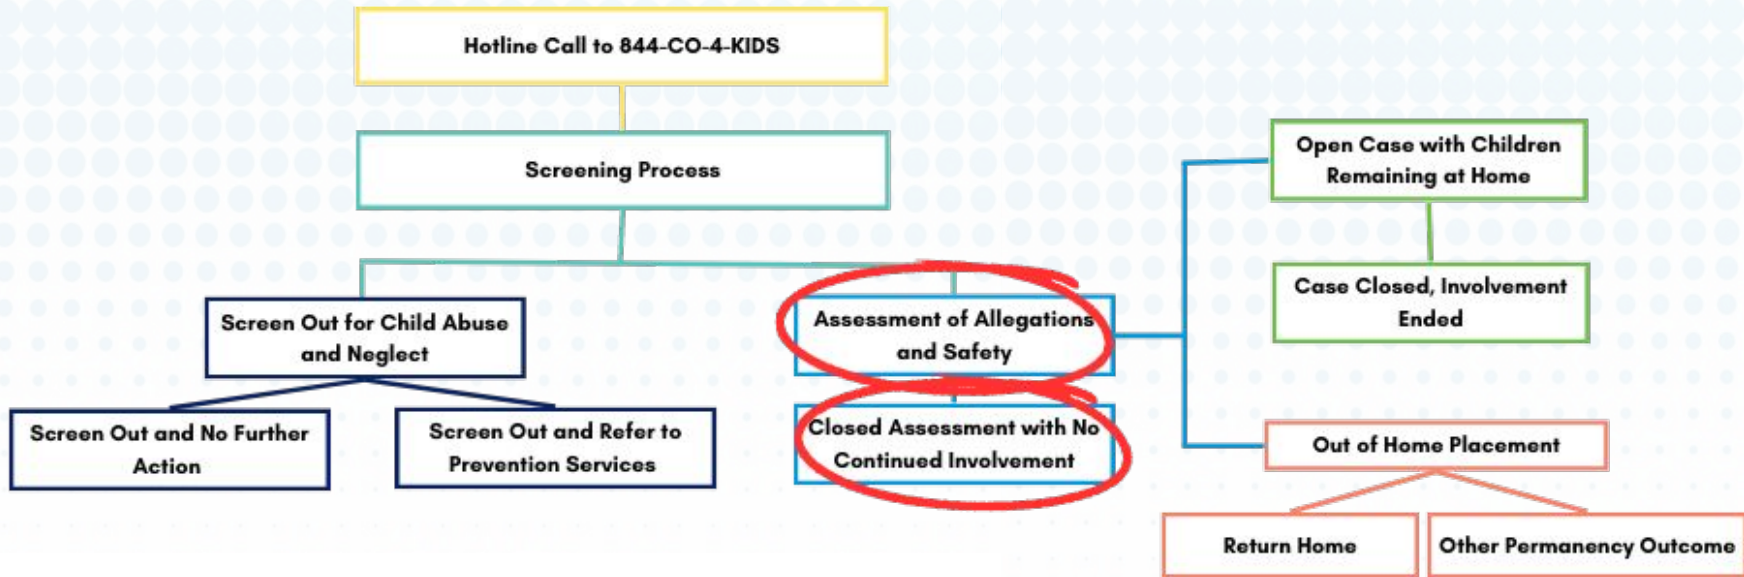 Hotline Call to 844-CO-4-KIDS
Screening Process
Open Case with Children
Remaining at Home
Case Closed, Involvement
Ended
Screen Out for Child Abuse
and Neglect
Assessment of Allegations
and Safety
Screen Out and No Further
Action
Screen Out and Refer to
Prevention Services
Closed Assessment with No
Continued Involvement
Out of Home Placement
Return Home
Other Permanency Outcome